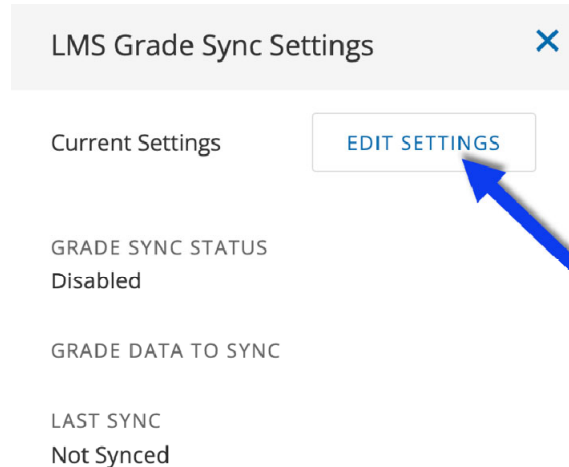 LMS Grade Sync Settings
Current Settings
EDIT SETTINGS
GRADE SYNC STATUS
Disabled
GRADE DATA TO SYNC
LAST SYNC
Not Synced